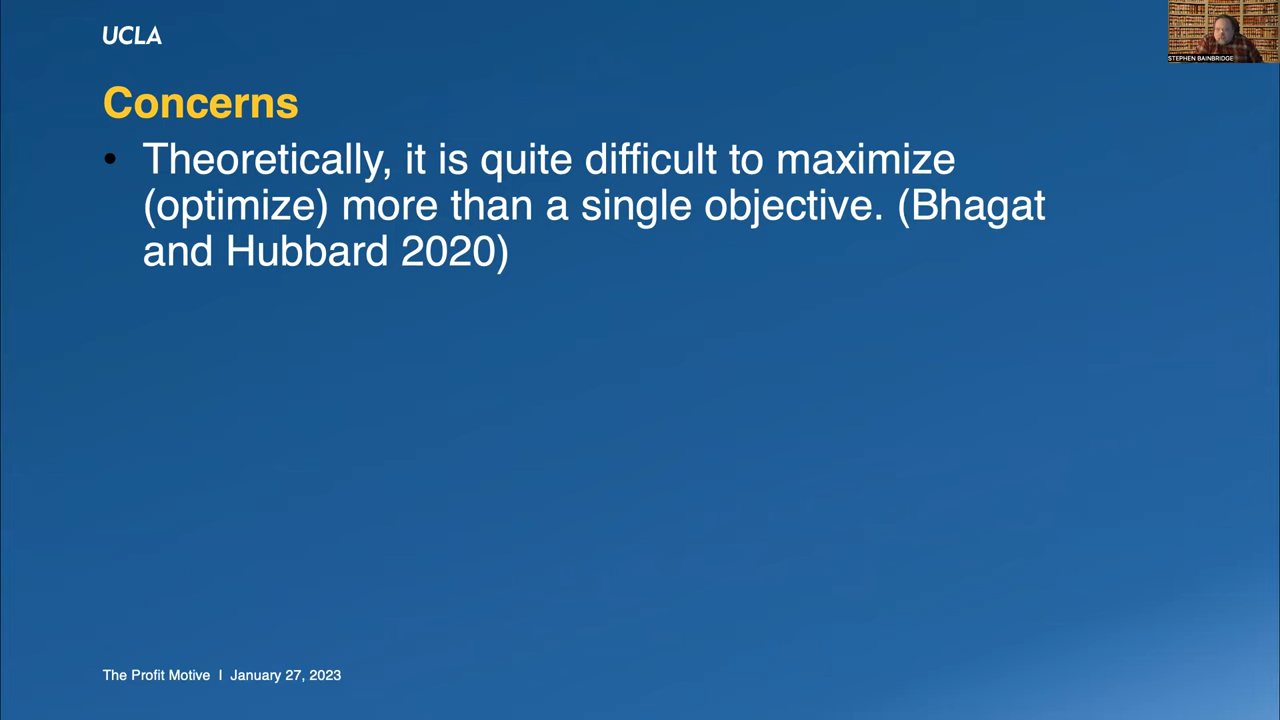 UCLA
STEPHEN BAINBRIDGE
Concerns
• Theoretically, it is quite difficult to maximize
(optimize) more than a single objective. (Bhagat
and Hubbard 2020)
The Profit Motive I January 27, 2023